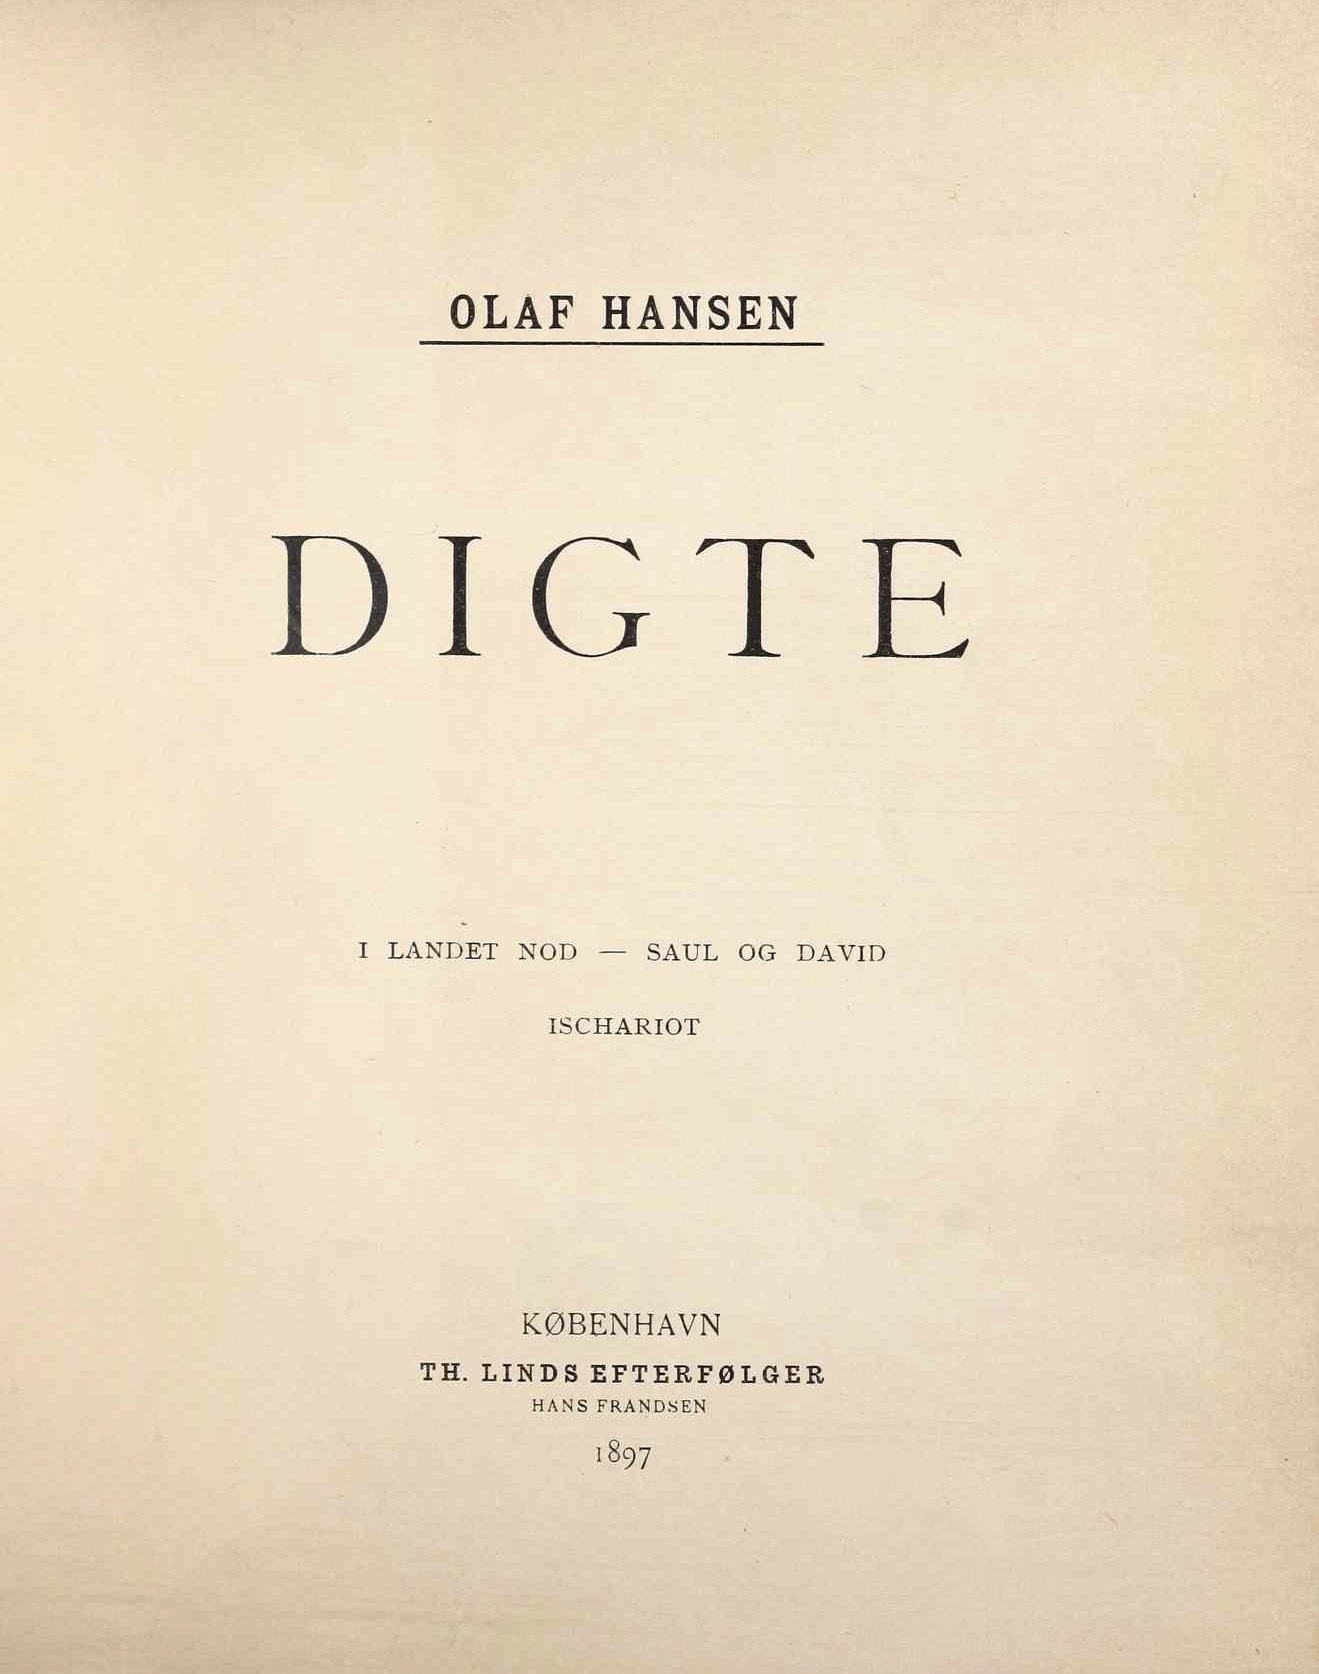 OLAF HANSEN
DIGTE
I LANDET NOD — SAUL OG DAVID
ISCHARIOT
KØBENHAVN
TH. LINDS EFTERFØLGER
HANS FRANDSEN
1897